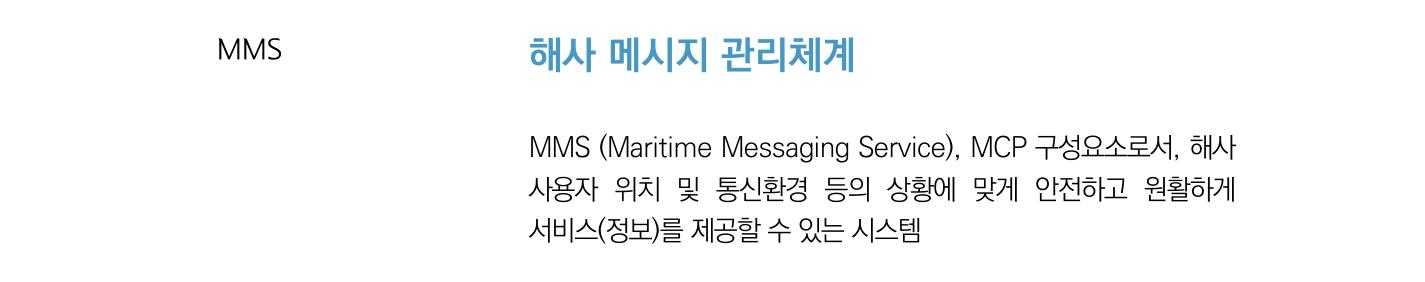 MMS
해사 메시지 관리체계
MMS (Maritime Messaging Service), MCP 구성요소로서, 해사
사용자 위치 및 통신환경 등의 상황에 맞게 안전하고 원활하게
서비스(정보)를 제공할 수 있는 시스템